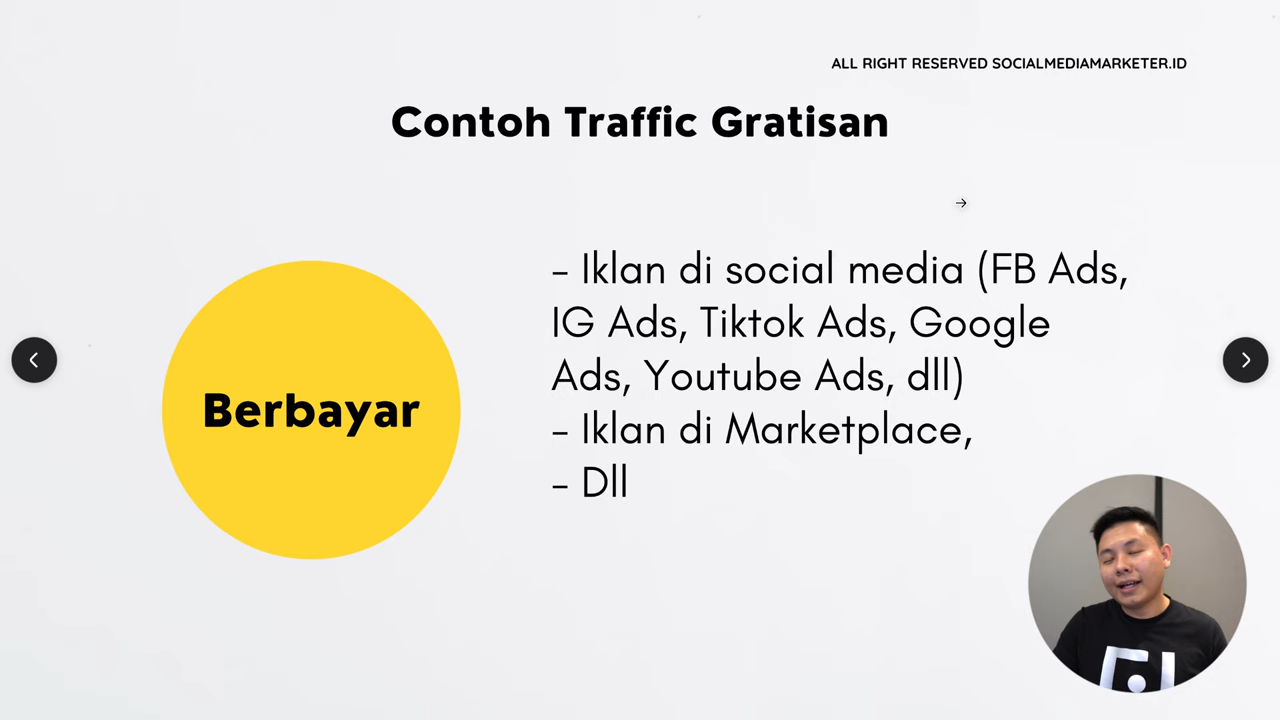 ALL RIGHT RESERVED SOCIALMEDIAMARKETER.ID
Contoh Traffic Gratisan
Berbayar
- Iklan di social media (FB Ads,
IG Ads, Tiktok Ads, Google
Ads, Youtube Ads, dll)
- Iklan di Marketplace,
- Dll